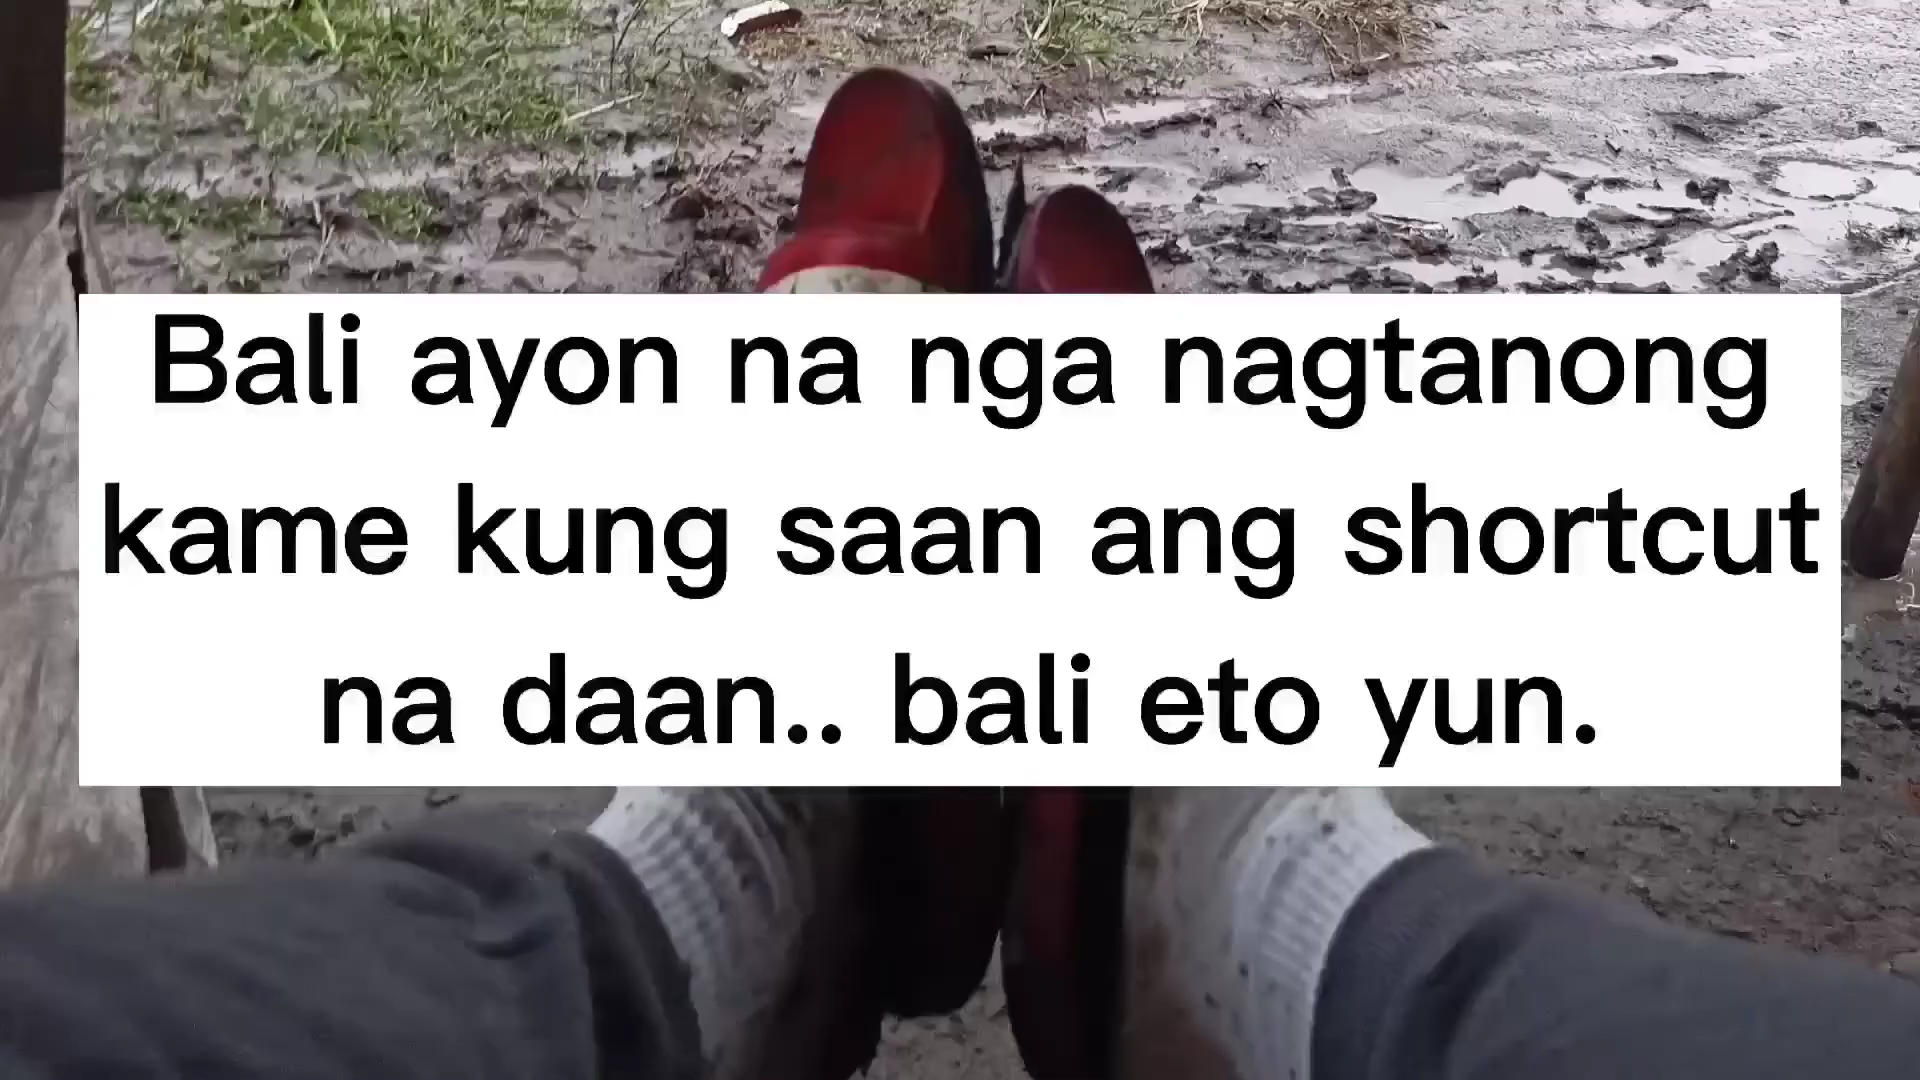 Bali ayon na nga nagtanong
kame kung saan ang shortcut
na daan.. bali eto yun.